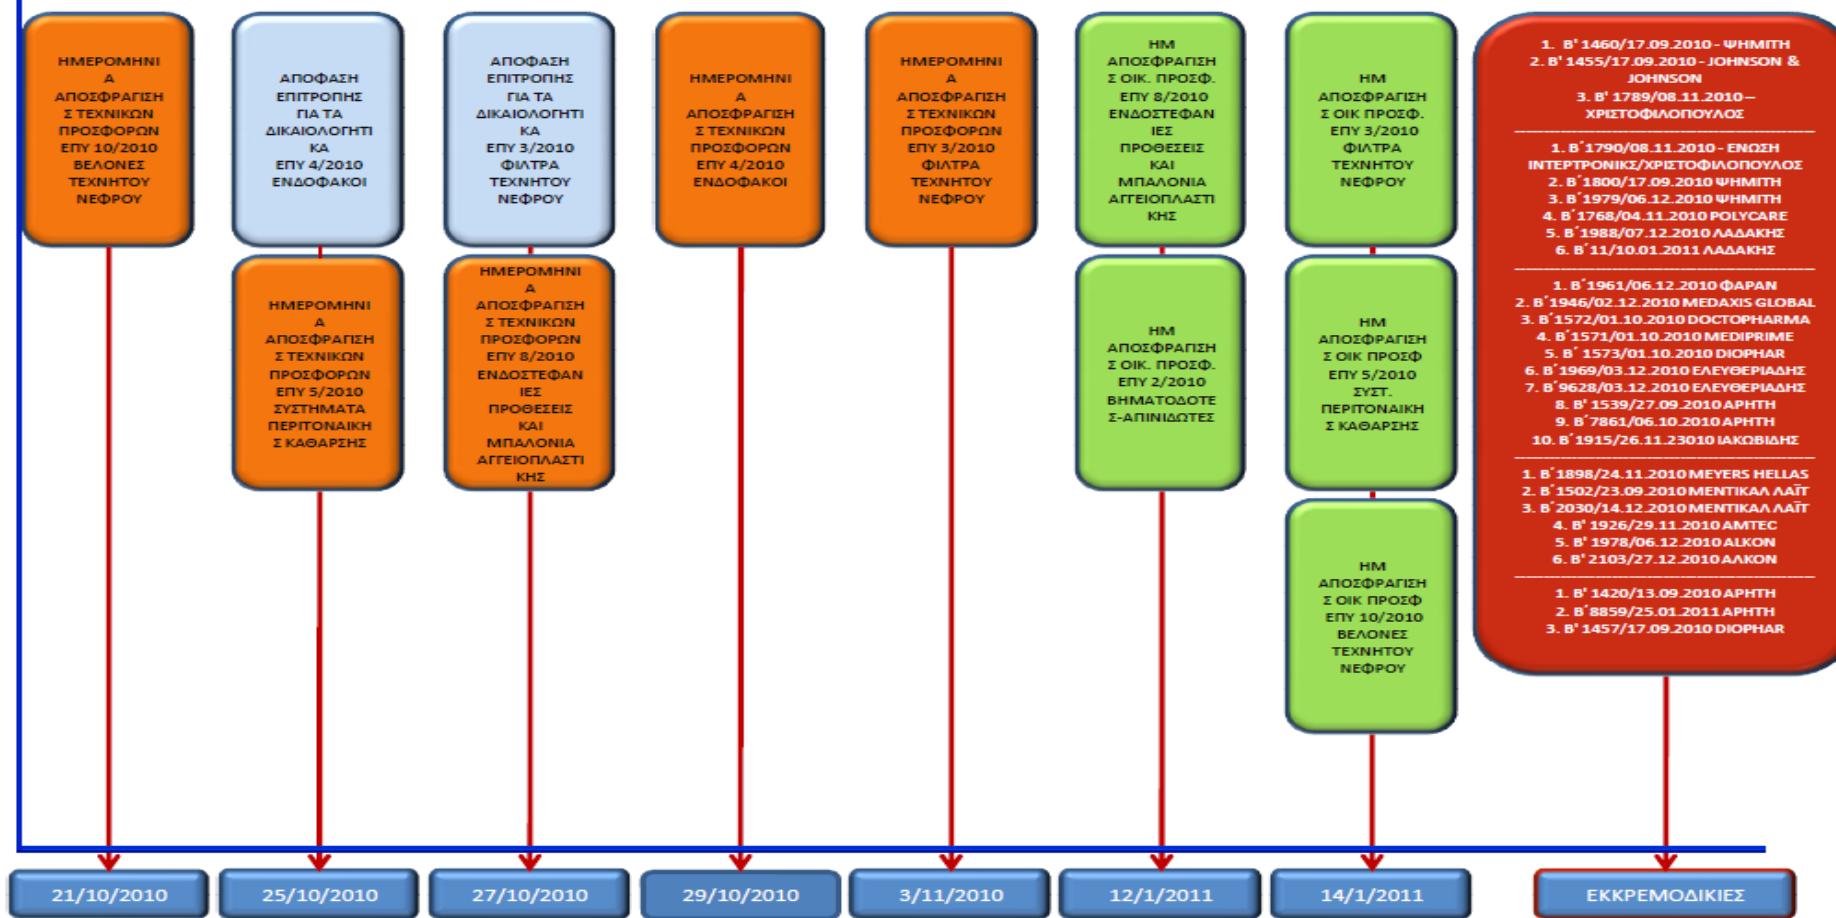 ΗΜΕΡΟΜΗΝΙ
Α
ΑΠΟΣΦΡΑΓΙΣΗ
Σ ΤΕΧΝΙΚΩΝ
ΠΡΟΣΦΟΡΩΝ
ΕΠΥ 10/2010
ΒΕΛΟΝΕΣ
ΤΕΧΝΗΤΟΥ
ΝΕΦΡΟΥ
ΑΠΟΦΑΣΗ
ΕΠΙΤΡΟΠΗΣ
ΓΙΑ ΤΑ
ΔΙΚΑΙΟΛΟΓΗΤΙ
ΚΑ
ΕΠΥ 4/2010
ΕΝΔΟΦΑΚΟΙ
ΗΜΕΡΟΜΗΝΙ
Α
ΑΠΟΣΦΡΑΓΙΣΗ
Σ ΤΕΧΝΙΚΩΝ
ΠΡΟΣΦΟΡΩΝ
ΕΠΥ 5/2010
ΣΥΣΤΗΜΑΤΑ
ΠΕΡΙΤΟΝΑΙΚΗ
Σ ΚΑΘΑΡΣΗΣ
ΑΠΟΦΑΣΗ
ΕΠΙΤΡΟΠΗΣ
ΓΙΑ ΤΑ
ΔΙΚΑΙΟΛΟΓΗΤΙ
ΚΑ
ΕΠΥ 3/2010
ΦΙΛΤΡΑ
ΤΕΧΝΗΤΟΥ
ΝΕΦΡΟΥ
ΗΜΕΡΟΜΗΝΙ
Α
ΑΠΟΣΦΡΑΓΙΣΗ
Σ ΤΕΧΝΙΚΩΝ
ΠΡΟΣΦΟΡΩΝ
ΕΠΥ 8/2010
ΕΝΔΟΣΤΕΦΑΝ
ΙΕΣ
ΠΡΟΘΕΣΕΙΣ
ΚΑΙ
ΜΠΑΛΟΝΙΑ
ΑΓΓΕΙΟΠΛΑΣΤΙ
ΚΗΣ
ΗΜΕΡΟΜΗΝΙ
Α
ΑΠΟΣΦΡΑΓΙΣΗ
Σ ΤΕΧΝΙΚΩΝ
ΠΡΟΣΦΟΡΩΝ
ΕΠΥ 4/2010
ΕΝΔΟΦΑΚΟΙ
ΗΜΕΡΟΜΗΝΙ
Α
ΑΠΟΣΦΡΑΓΙΣΗ
Σ ΤΕΧΝΙΚΩΝ
ΠΡΟΣΦΟΡΩΝ
ΕΠΥ 3/2010
ΦΙΛΤΡΑ
ΤΕΧΝΗΤΟΥ
ΝΕΦΡΟΥ
ΗΜ
ΑΠΟΣΦΡΑΓΙΣΗ
Σ ΟΙΚ. ΠΡΟΣΦ.
ΕΠΥ 8/2010
ΕΝΔΟΣΤΕΦΑΝ
ΙΕΣ
ΠΡΟΘΕΣΕΙΣ
ΚΑΙ
ΜΠΑΛΟΝΙΑ
ΑΓΓΕΙΟΠΛΑΣΤΙ
ΚΗΣ
ΗΜ
ΑΠΟΣΦΡΑΓΙΣΗ
Σ ΟΙΚ. ΠΡΟΣΦ.
ΕΠΥ 2/2010
ΒΗΜΑΤΟΔΟΤΕ
Σ-ΑΠΙΝΙΔΩΤΕΣ
ΗΜ
ΑΠΟΣΦΡΑΓΙΣΗ
Σ ΟΙΚ ΠΡΟΣΦ.
ΕΠΥ 3/2010
ΦΙΛΤΡΑ
ΤΕΧΝΗΤΟΥ
ΝΕΦΡΟΥ
ΗΜ
ΑΠΟΣΦΡΑΓΙΣΗ
Σ ΟΙΚ ΠΡΟΣΦ
ΕΠΥ 5/2010
ΣΥΣΤ.
ΠΕΡΙΤΟΝΑΙΚΗ
Σ ΚΑΘΑΡΣΗΣ
ΗΜ
ΑΠΟΣΦΡΑΓΙΣΗ
Σ ΟΙΚ ΠΡΟΣΦ
ΕΠΥ 10/2010
ΒΕΛΟΝΕΣ
ΤΕΧΝΗΤΟΥ
ΝΕΦΡΟΥ
1. Β' 1460/17.09.2010 - ΨΗΜΙΤΗ
2. Β' 1455/17.09.2010 - JOHNSON &
JOHNSON
3. Β' 1789/08.11.2010 –
ΧΡΙΣΤΟΦΙΛΟΠΟΥΛΟΣ
1. Β΄1790/08.11.2010 - ΕΝΩΣΗ
ΙΝΤΕΡΤΡΟΝΙΚΣ/ΧΡΙΣΤΟΦΙΛΟΠΟΥΛΟΣ
2. Β΄1800/17.09.2010 ΨΗΜΙΤΗ
3. Β΄1979/06.12.2010 ΨΗΜΙΤΗ
4. Β΄1768/04.11.2010 POLYCARE
5. Β΄1988/07.12.2010 ΛΑΔΑΚΗΣ
6. Β΄11/10.01.2011 ΛΑΔΑΚΗΣ
1. Β΄1961/06.12.2010 ΦΑΡΑΝ
2. Β΄1946/02.12.2010 MEDAXIS GLOBAL
3. Β΄1572/01.10.2010 DOCTOPHARMA
4. Β΄1571/01.10.2010 MEDIPRIME
5. Β΄ 1573/01.10.2010 DIOPHAR
6. Β΄1969/03.12.2010 ΕΛΕΥΘΕΡΙΑΔΗΣ
7. Β΄9628/03.12.2010 ΕΛΕΥΘΕΡΙΑΔΗΣ
8. Β' 1539/27.09.2010 ΑΡΗΤΗ
9. Β΄7861/06.10.2010 ΑΡΗΤΗ
10. Β΄1915/26.11.23010 ΙΑΚΩΒΙΔΗΣ
1. Β΄1898/24.11.2010 MEYERS HELLAS
2. Β΄1502/23.09.2010 ΜΕΝΤΙΚΑΛ ΛΑΪΤ
3. Β΄2030/14.12.2010 ΜΕΝΤΙΚΑΛ ΛΑΪΤ
4. Β' 1926/29.11.2010 AMTEC
5. Β' 1978/06.12.2010 ALKON
6. Β' 2103/27.12.2010 ΑΛΚΟΝ
1. Β' 1420/13.09.2010 ΑΡΗΤΗ
2. Β΄8859/25.01.2011 ΑΡΗΤΗ
3. Β' 1457/17.09.2010 DIOPHAR
21/10/2010
25/10/2010
27/10/2010
29/10/2010
3/11/2010
12/1/2011
14/1/2011
ΕΚΚΡΕΜΟΔΙΚΙΕΣ